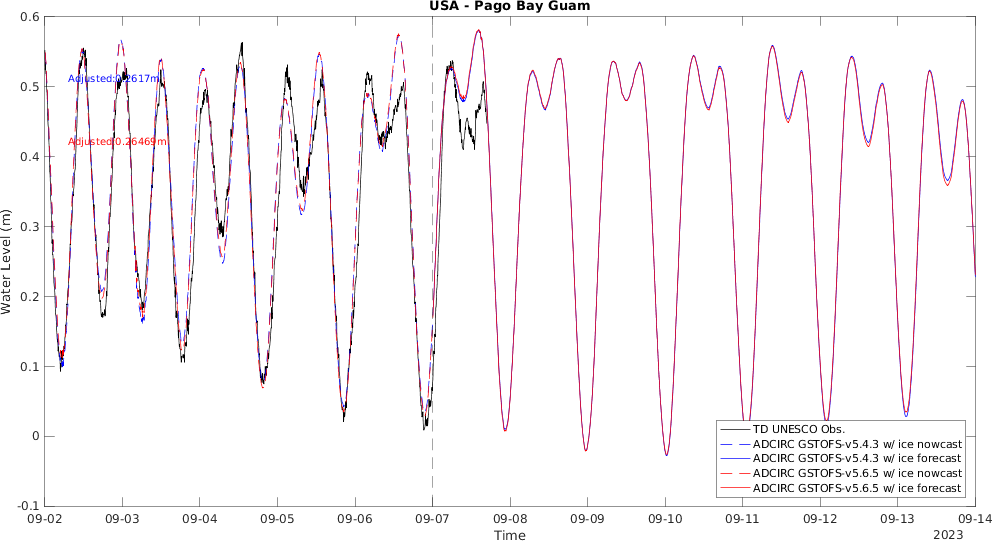 USA - Pago Bay Guam
0.6
0.5
0.4
0.3
0.2
0.1
0
-0.1
Water Level (m)
Adjusted:0.2617m
Adjusted:0.26469m
TD UNESCO Obs.
ADCIRC GSTOFS-v5.4.3 w/ ice nowcast
ADCIRC GSTOFS-v5.4.3 w/ ice forecast
ADCIRC GSTOFS-v5.6.5 w/ ice nowcast
ADCIRC GSTOFS-v5.6.5 w/ ice forecast
09-02 09-03 09-04 09-05 09-06 09-07 09-08 09-09 09-10 09-11 09-12 09-13 09-14
Time
2023